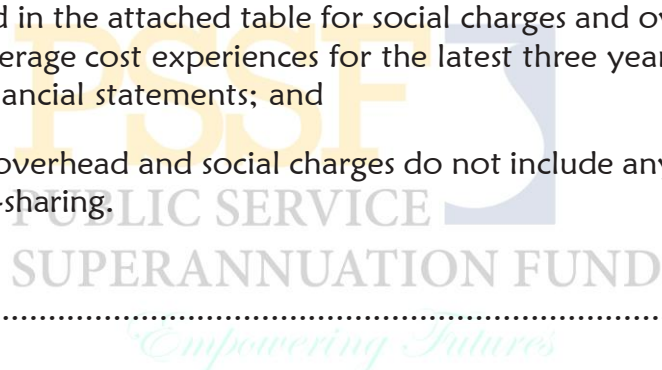 d in the attached table for social charges and ov
erage cost experiences for the latest three year
ancial statements; and
overhead and social charges do not include any
-sharing.
PSSF
PUBLIC SERVICE
SUPERANNUATION FUND
................................................................................
Empowering Futures